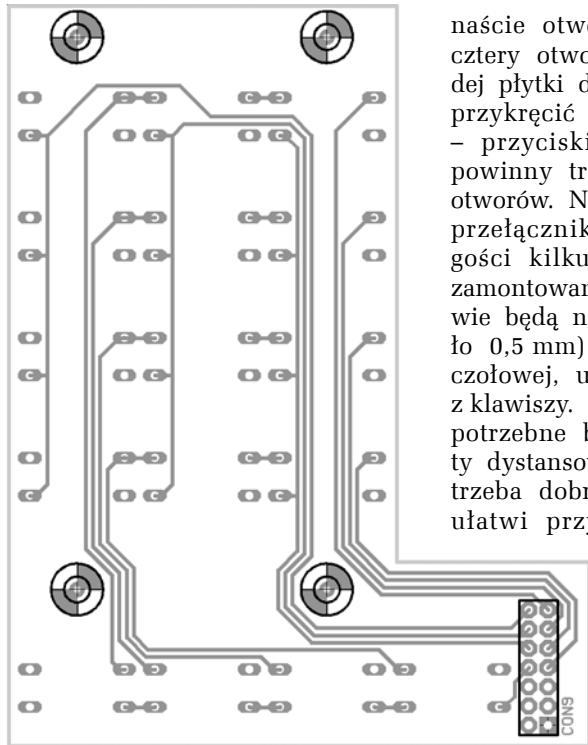 naście otwo
cztery otwo
dej płytki d
przykręcić
– przyciski
powinny tr
otworów. N
przełącznik
gości kilku
zamontowan
wie będą n
ło 0,5 mm)
czołowej, u
z klawiszy.
potrzebne b
ty dystanso
trzeba dobr
ułatwi przy
CON9